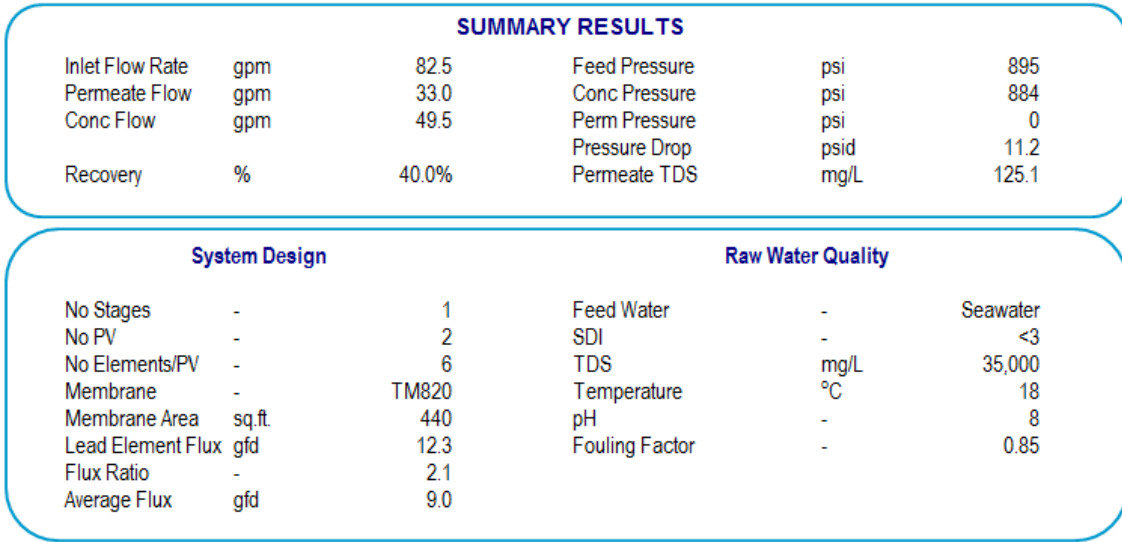 SUMMARY RESULTS
Inlet Flow Rate gpm 82.5 Feed Pressure psi 895
Permeate Flow gpm 33.0 Conc Pressure psi 884
Conc Flow gpm 49.5 Perm Pressure psi 0
Pressure Drop psid 11.2
Recovery % 40.0% Permeate TDS mg/L 125.1
System Design Raw Water Quality
No Stages - 1 Feed Water - Seawater
No PV - 2 SDI - <3
No Elements/PV - 6 TDS mg/L 35,000
Membrane - TM820 Temperature °C 18
Membrane Area sq.ft. 440 pH - 8
Lead Element Flux gfd 12.3 Fouling Factor - 0.85
Flux Ratio - 2.1
Average Flux gfd 9.0